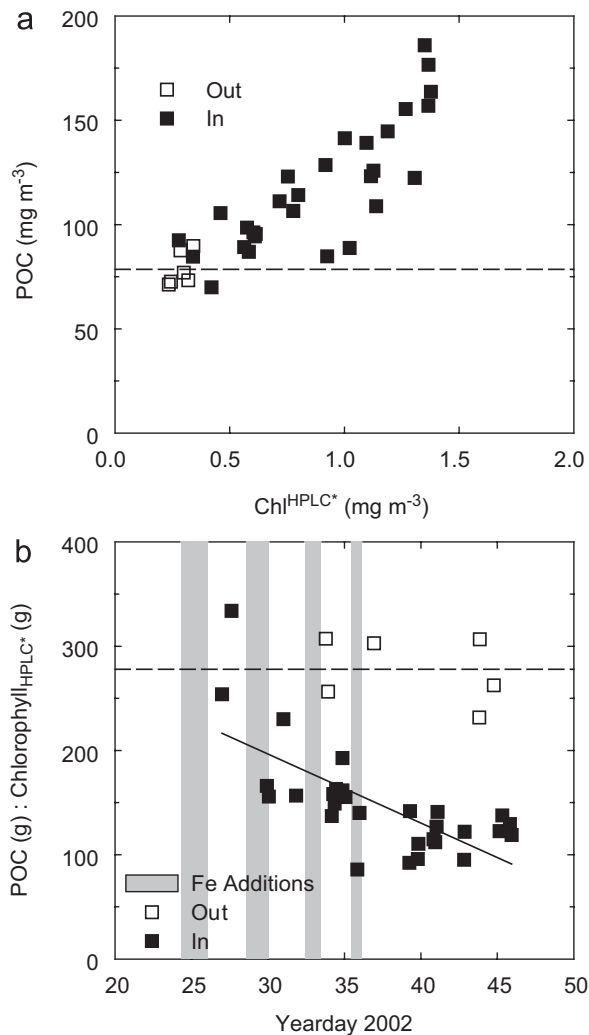 a
200
150
100
50
0
POC (mg m-3)
Out
In
0.0 0.5 1.0 1.5 2.0
ChlHPLC* (mg m-3)
b
400
300
200
100
0
POC (g) : ChlorophyllHPLC* (g)
Fe Additions
Out
In
20 25 30 35 40 45 50
Yearday 2002